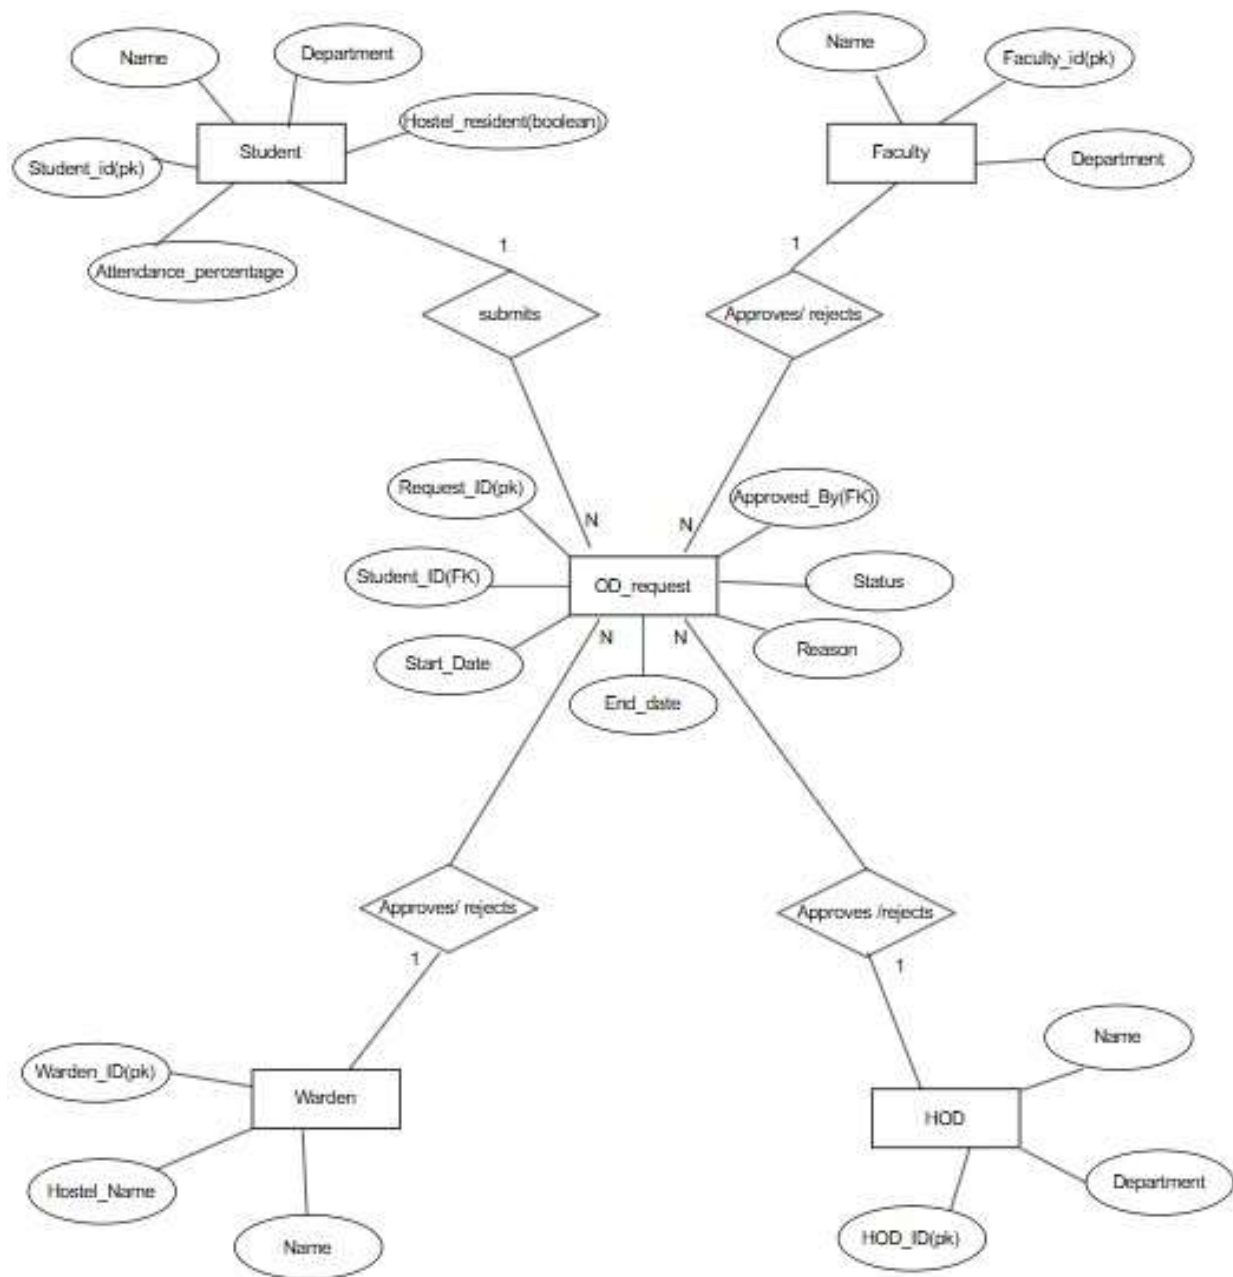 Name
Department
Hostel_resident(boolean)
Student
Student_id(pk)
Attendance_percentage
Name
Faculty_id(pk)
Faculty
Department
1
submits
1
Approves/ rejects
Request_ID(pk)
Approved_By(FK)
N
N
Student_ID(FK)
OD_request
Status
Start_Date
N
N
Reason
End_date
Approves/ rejects
Approves /rejects
1
1
Warden_ID(pk)
Warden
Hostel_Name
Name
Name
HOD
Department
HOD_ID(pk)